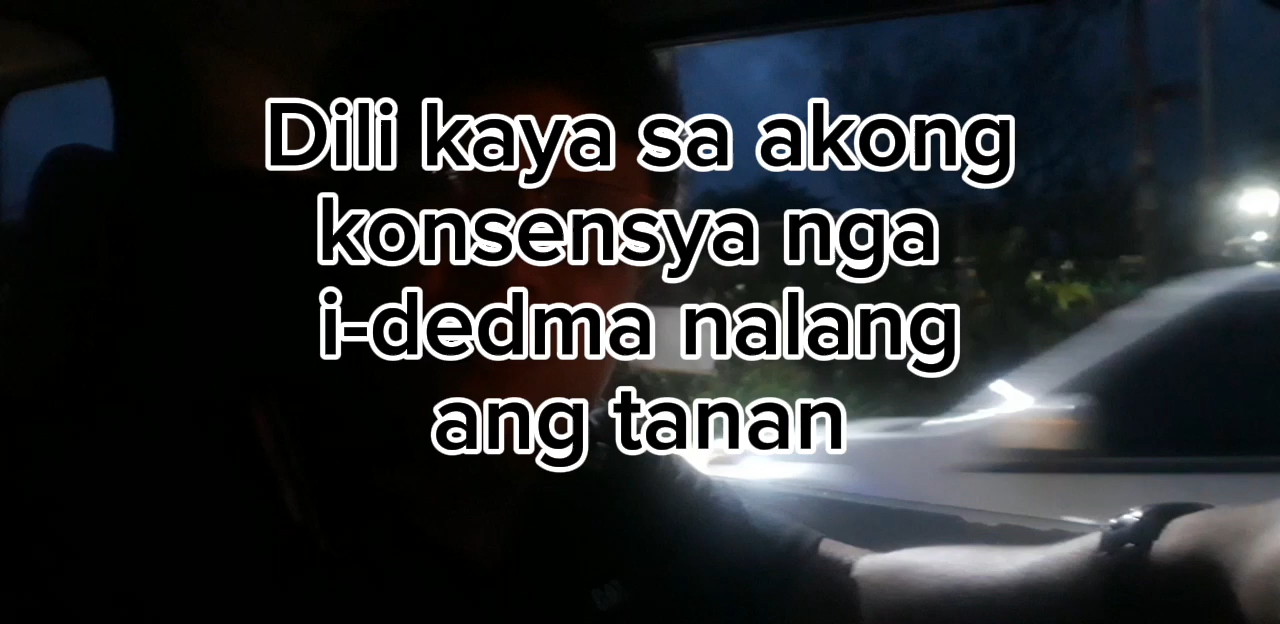 Dili kaya sa akong
konsensya nga
i-dedma nalang
ang tanan